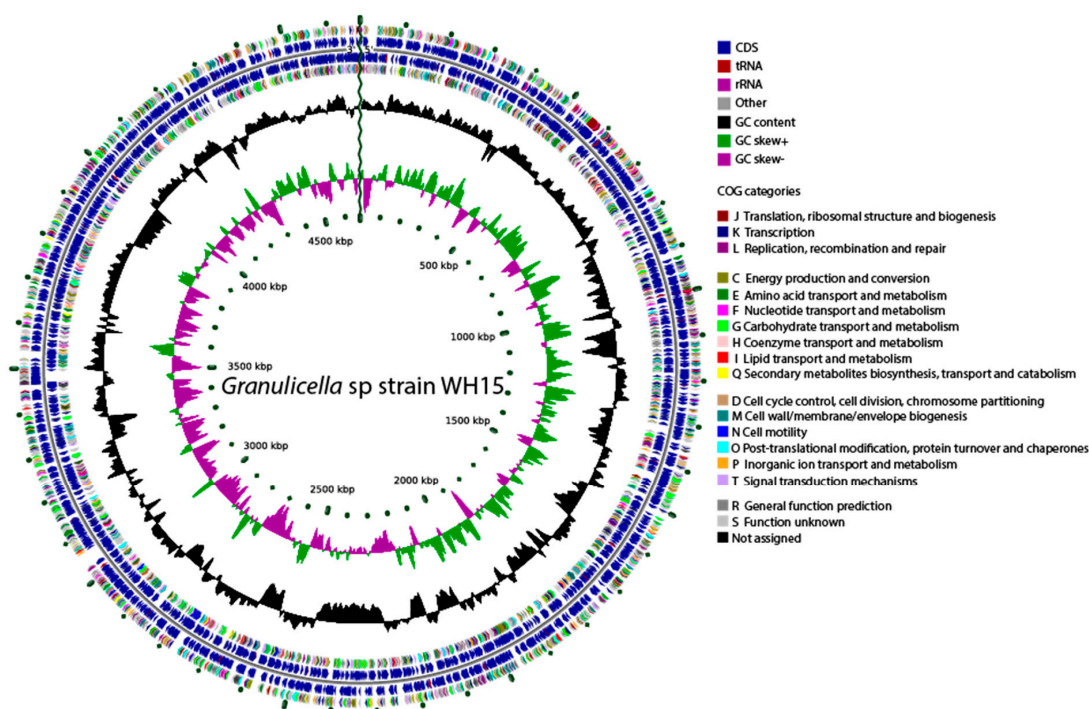 3' 5'
4500 kbp
500 kbp
4000 kbp
1000 kbp
3500 kbp
Granulicella sp strain WH15
1500 kbp
3000 kbp
2000 kbp
2500 kbp
CDS
tRNA
rRNA
Other
GC content
GC skew+
GC skew-
COG categories
J Translation, ribosomal structure and biogenesis
K Transcription
L Replication, recombination and repair
C Energy production and conversion
E Amino acid transport and metabolism
F Nucleotide transport and metabolism
G Carbohydrate transport and metabolism
H Coenzyme transport and metabolism
I Lipid transport and metabolism
Q Secondary metabolites biosynthesis, transport and catabolism
D Cell cycle control, cell division, chromosome partitioning
M Cell wall/membrane/envelope biogenesis
N Cell motility
O Post-translational modification, protein turnover and chaperones
P Inorganic ion transport and metabolism
T Signal transduction mechanisms
R General function prediction
S Function unknown
Not assigned